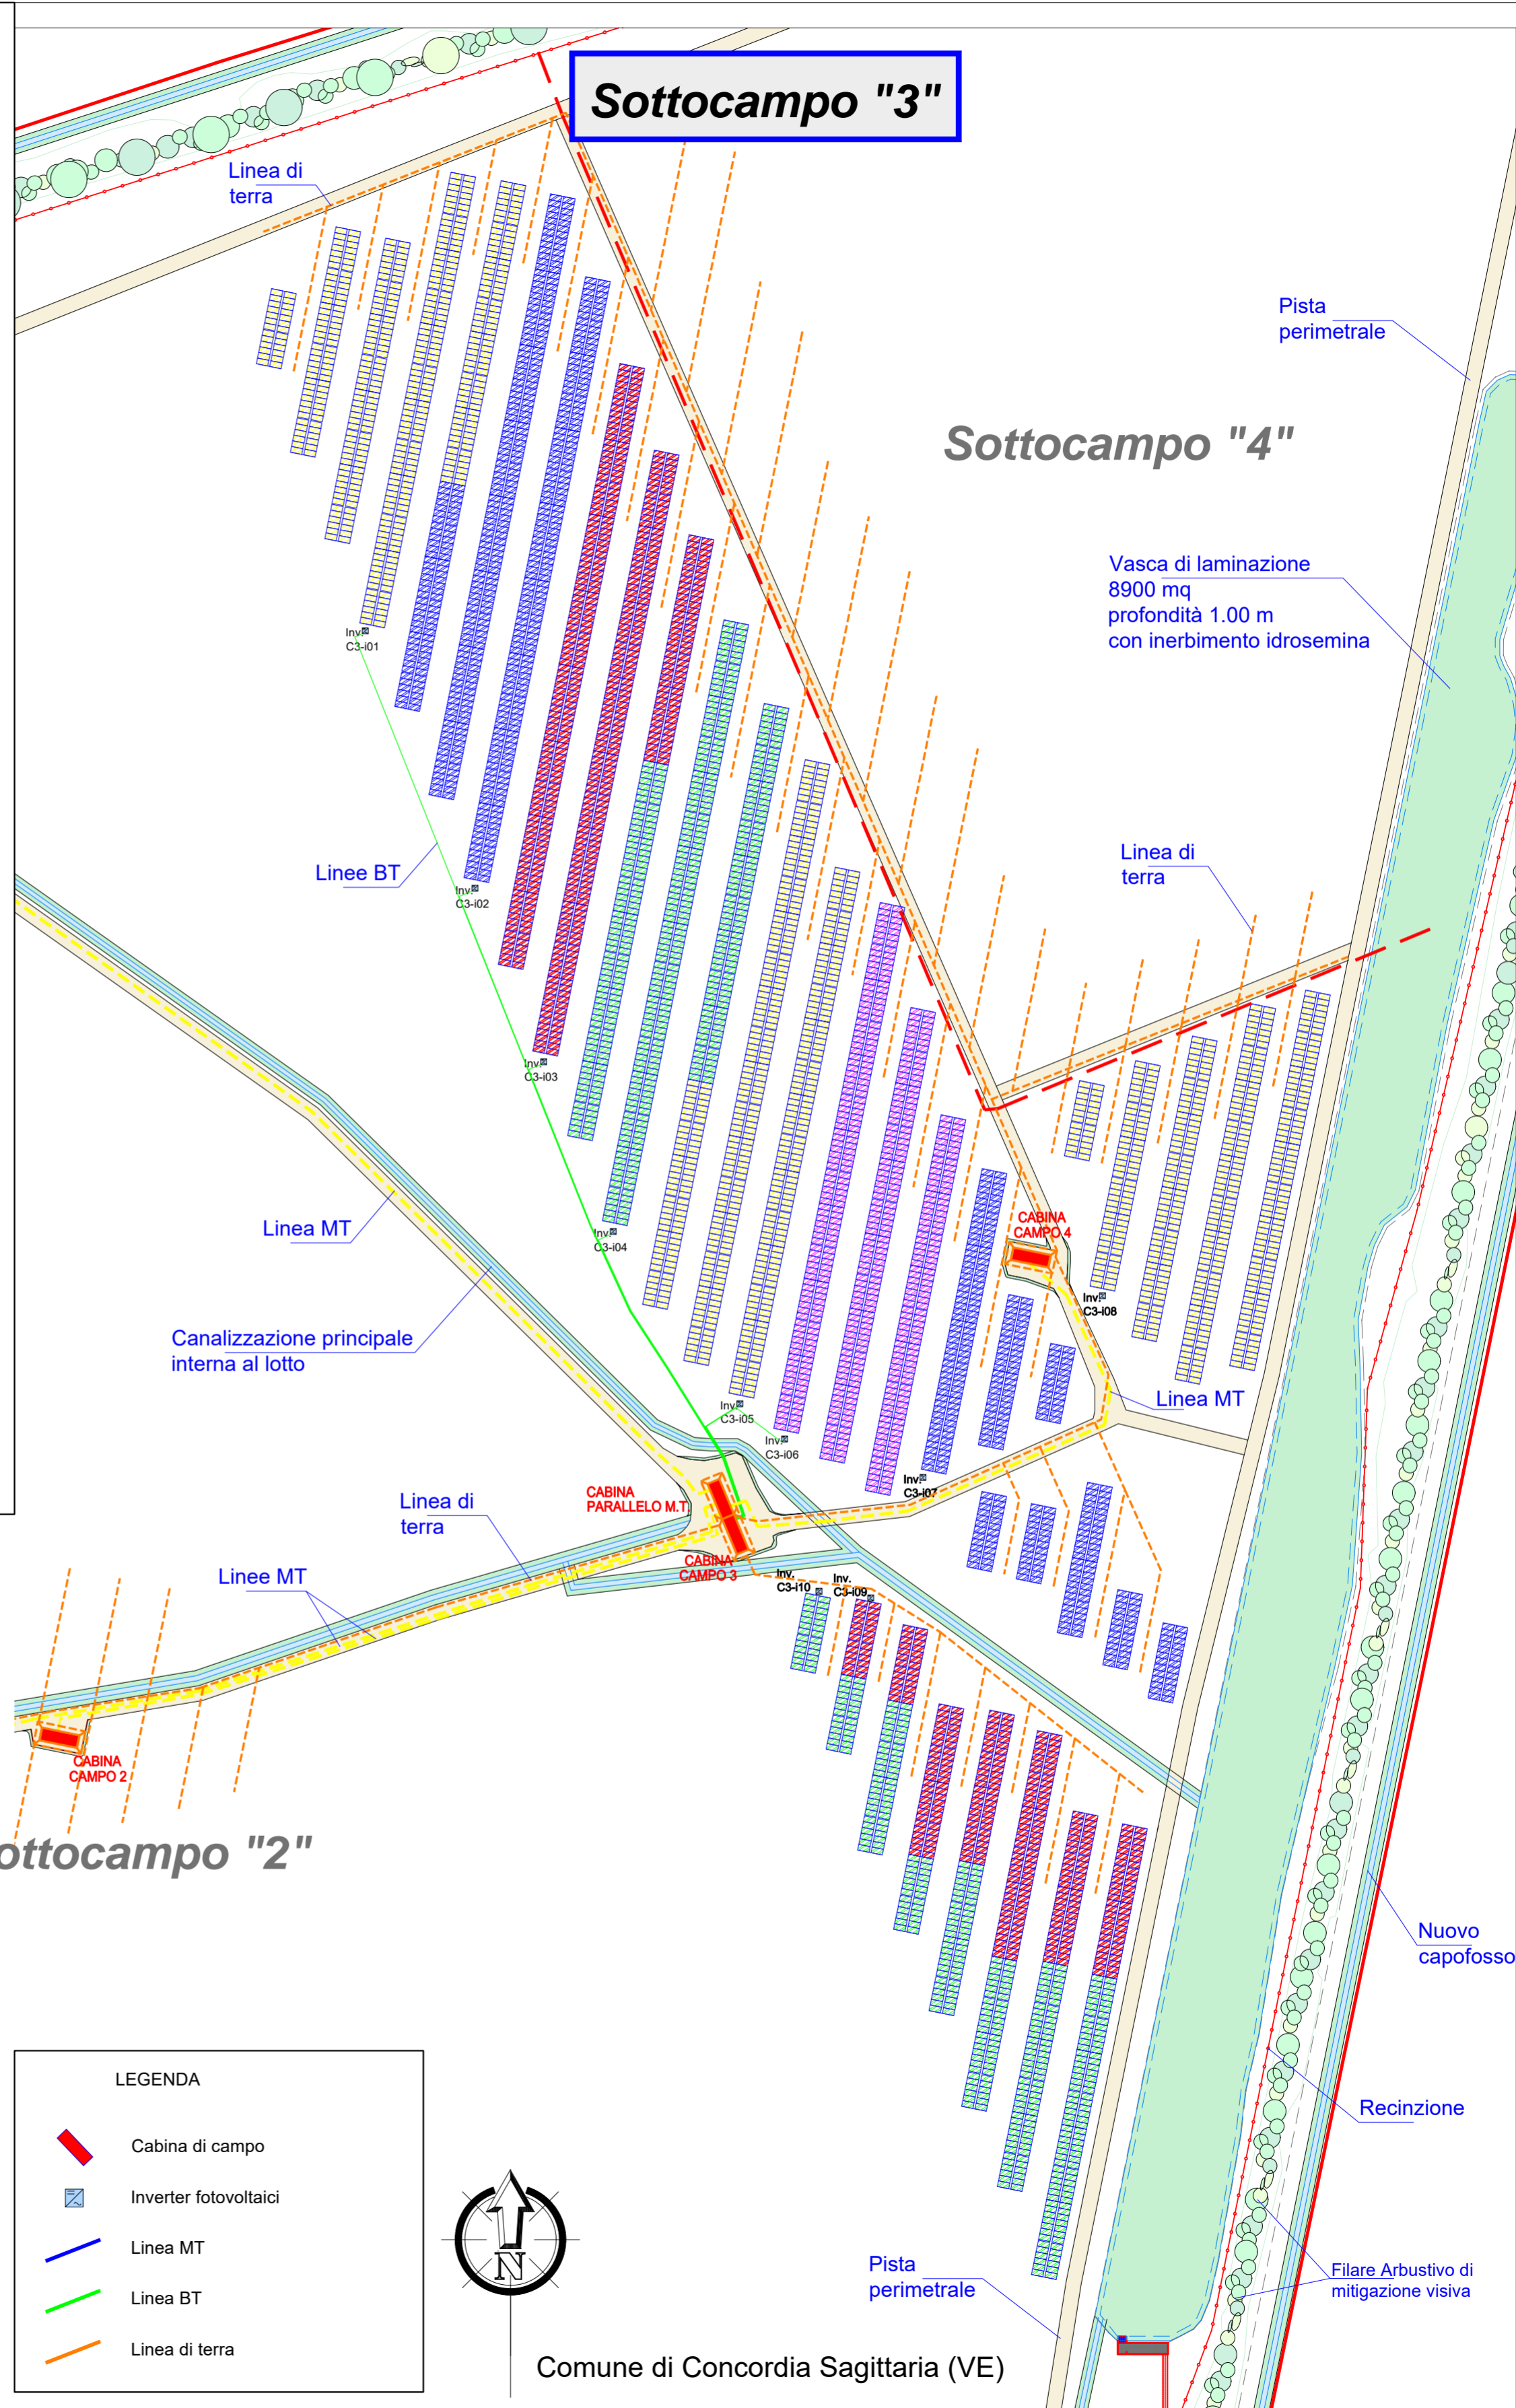 Sottocampo "3"
Linea di
terra
Pista
perimetrale
Sottocampo "4"
Vasca di laminazione
8900 mq
profondità 1.00 m
con inerbimento idrosemina
Inv.
C3-i01
Linee BT
Inv.
C3-i02
Linea di
terra
Inv.
C3-i03
Linea MT
Inv.
C3-i04
CABINA
CAMPO 4
Inv.
C3-i08
Canalizzazione principale
interna al lotto
Linea MT
Inv.
C3-i05
Inv.
C3-i06
Inv.
C3-i07
CABINA
PARALLELO M.T.
Linea di
terra
CABINA
CAMPO 3
Linee MT
Inv.
C3-i10
Inv.
C3-i09
CABINA
CAMPO 2
ottocampo "2"
Nuovo
capofosso
LEGENDA
Cabina di campo
Inverter fotovoltaici
Linea MT
Linea BT
Linea di terra
N
Recinzione
Pista
perimetrale
Filare Arbustivo di
mitigazione visiva
Comune di Concordia Sagittaria (VE)